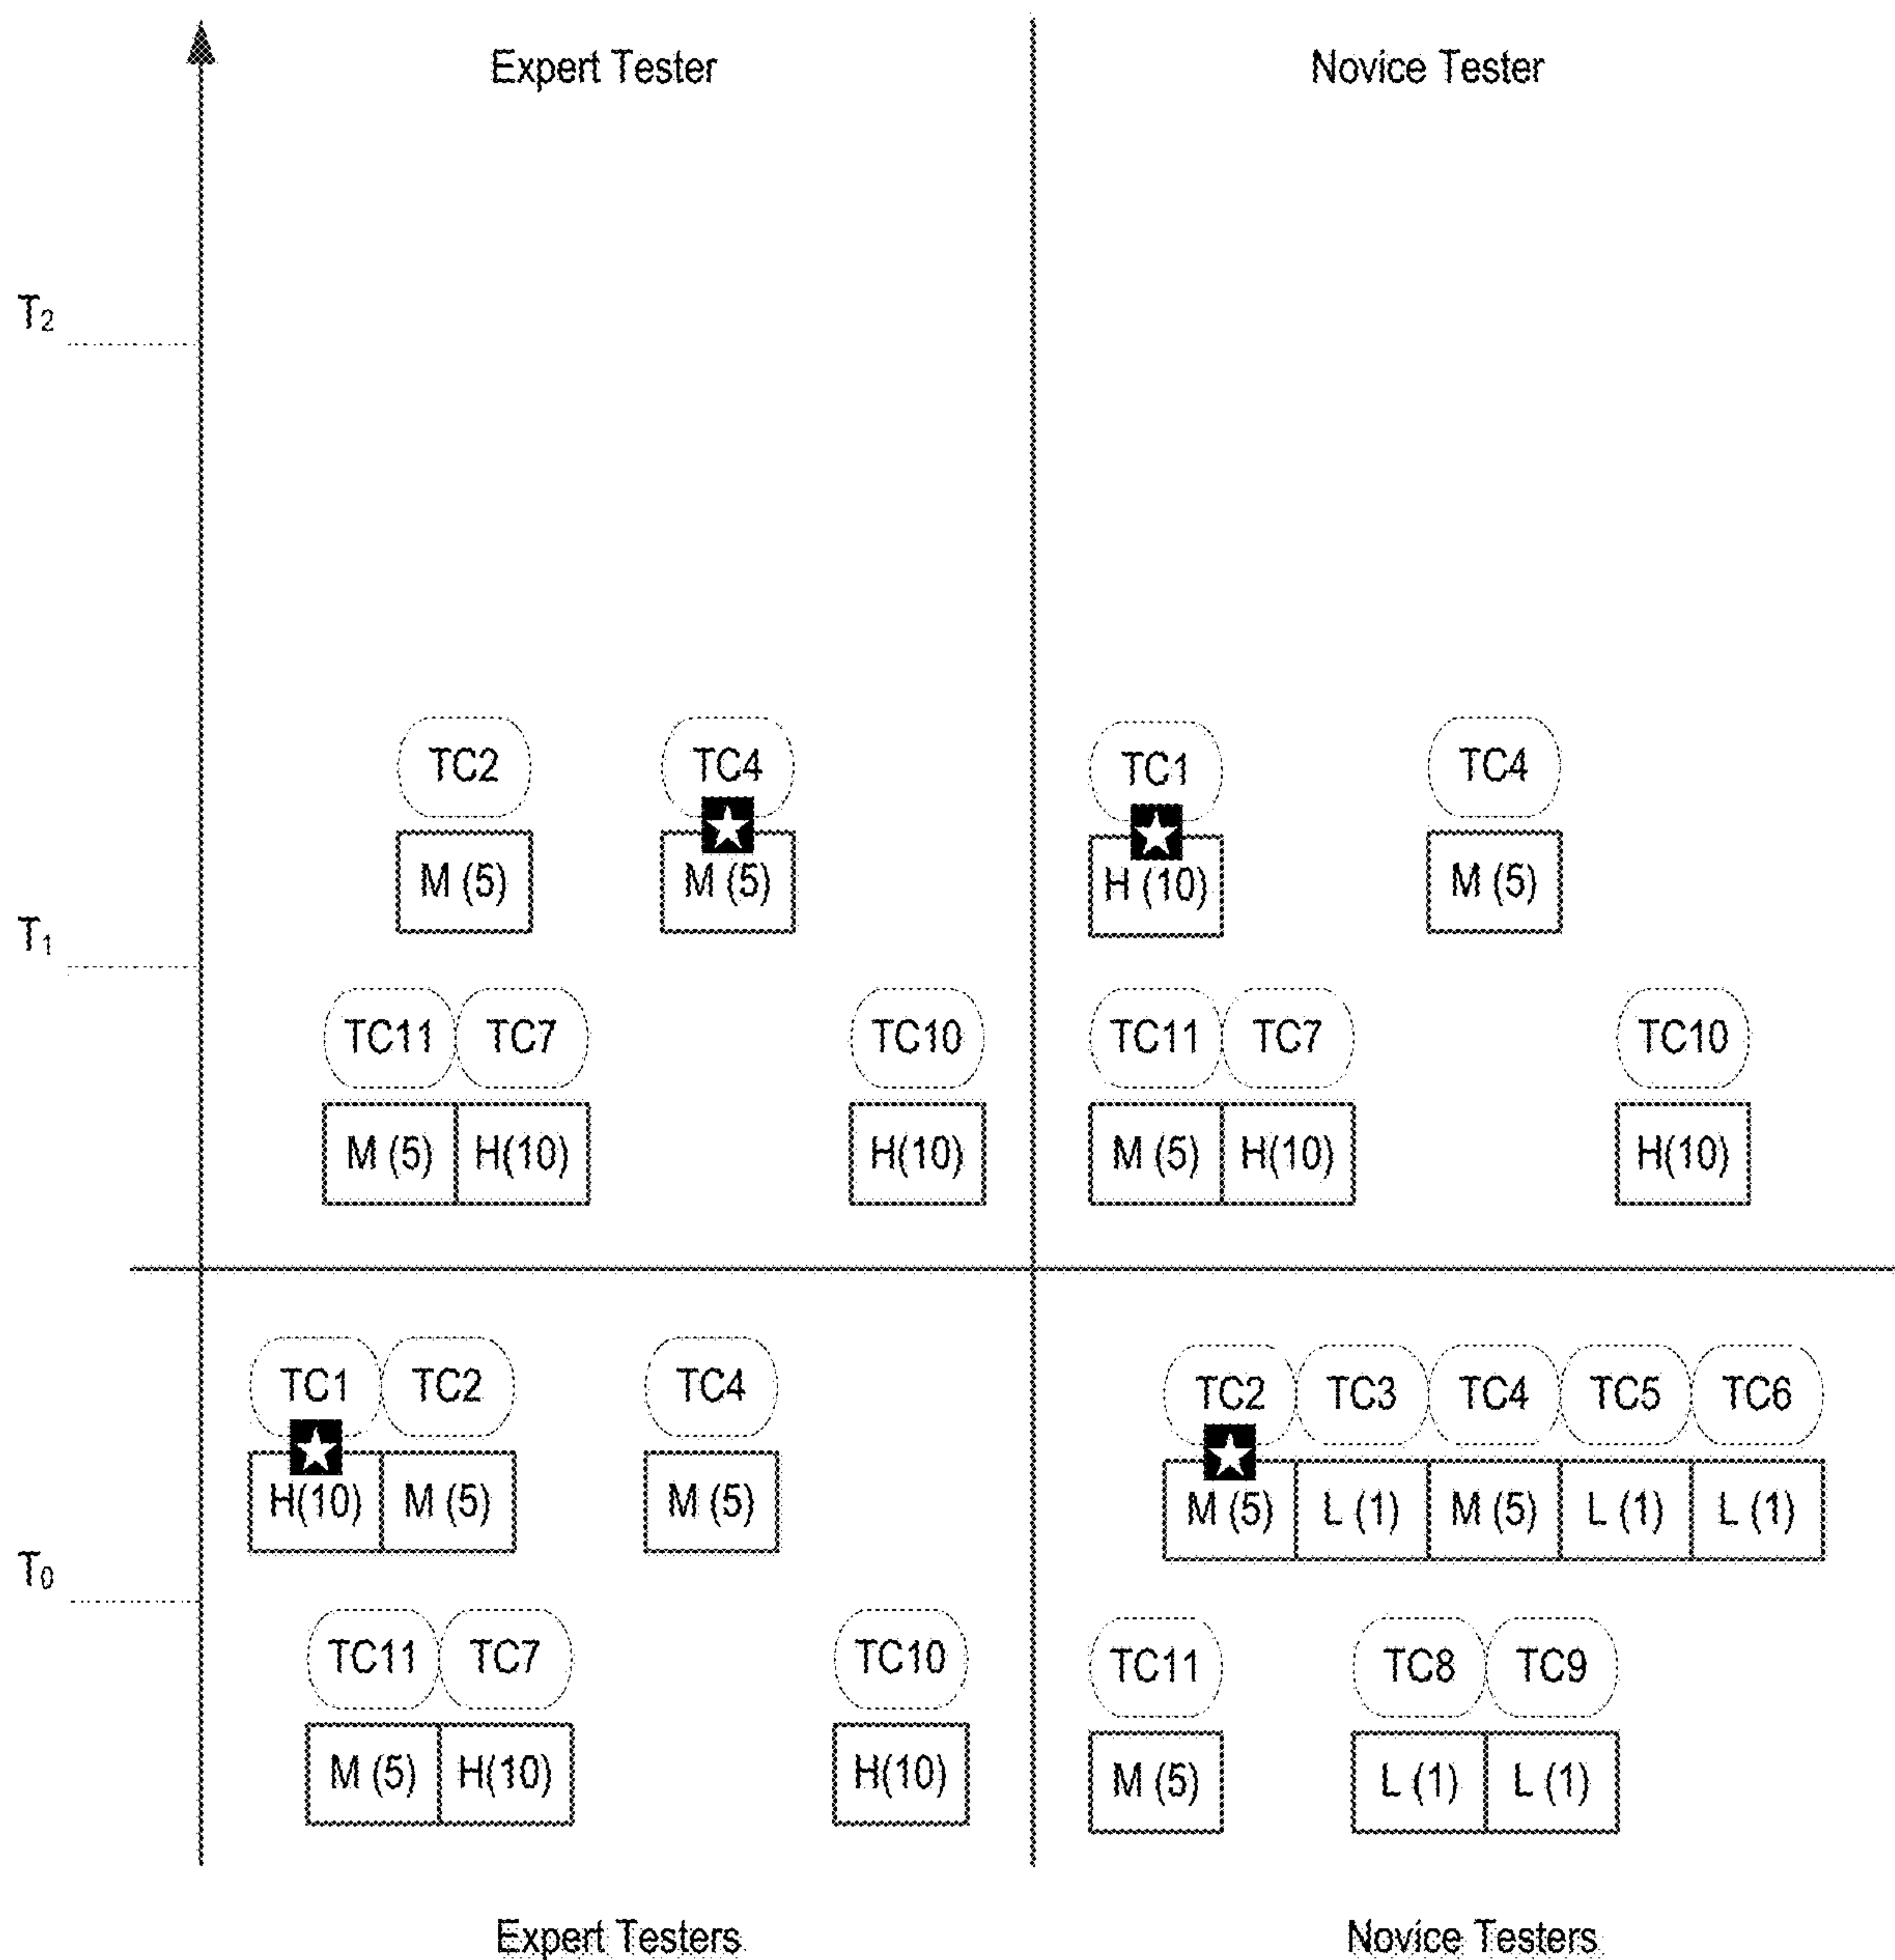 Expert Tester Novice Tester
T2
TC2 TC4 TC1 TC4
M (5) M (5) H (10) M (5)
T1
TC11 TC7 TC10 TC11 TC7 TC10
M (5) H(10) H(10) M (5) H(10) H(10)
TC1 TC2 TC4 TC2 TC3 TC4 TC5 TC6
H(10) M (5) M (5) M (5) L (1) M (5) L (1) L (1)
T0
TC11 TC7 TC10 TC11 TC8 TC9
M (5) H(10) H(10) M (5) L (1) L (1)
Expert Testers Novice Testers